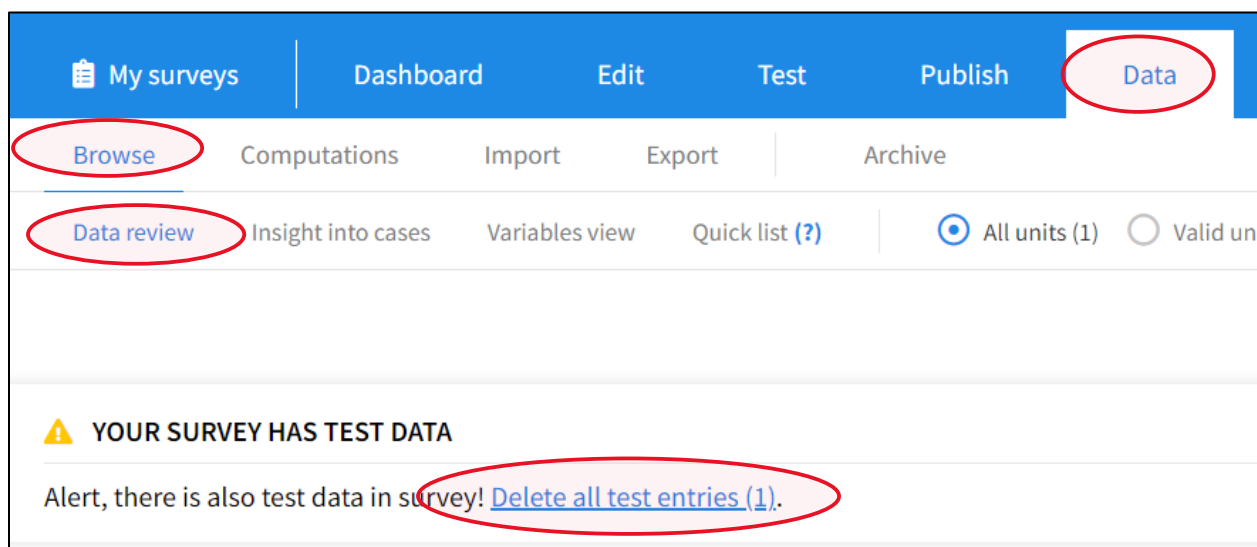 My surveys Dashboard Edit Test Publish Data
Browse Computations Import Export Archive
Data review Insight into cases Variables view Quick list (?) All units (1) Valid un
YOUR SURVEY HAS TEST DATA
Alert, there is also test data in survey! Delete all test entries (1).